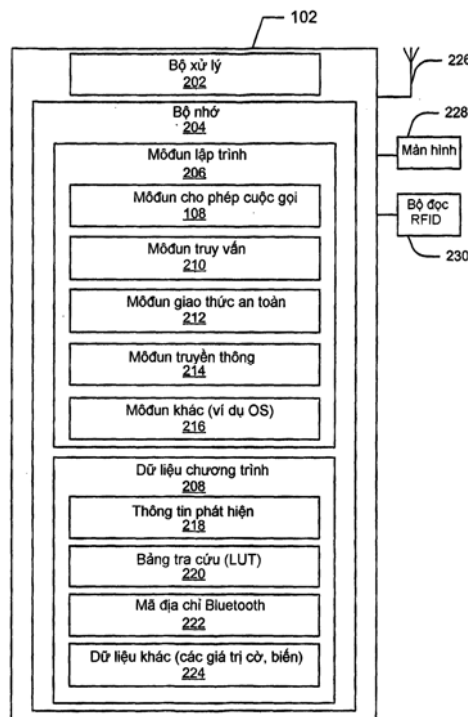 102
Bộ xử lý
202
226
Bộ nhớ
204
228
Màn hình
Môđun lập trình
206
Môđun cho phép cuộc gọi
108
Bộ đọc
RFID
230
Môđun truy vấn
210
Môđun giao thức an toàn
212
Môđun truyền thông
214
Môđun khác (ví dụ OS)
216
Dữ liệu chương trình
208
Thông tin phát hiện
218
Bảng tra cứu (LUT)
220
Mã địa chỉ Bluetooth
222
Dữ liệu khác (các giá trị cờ, biến)
224